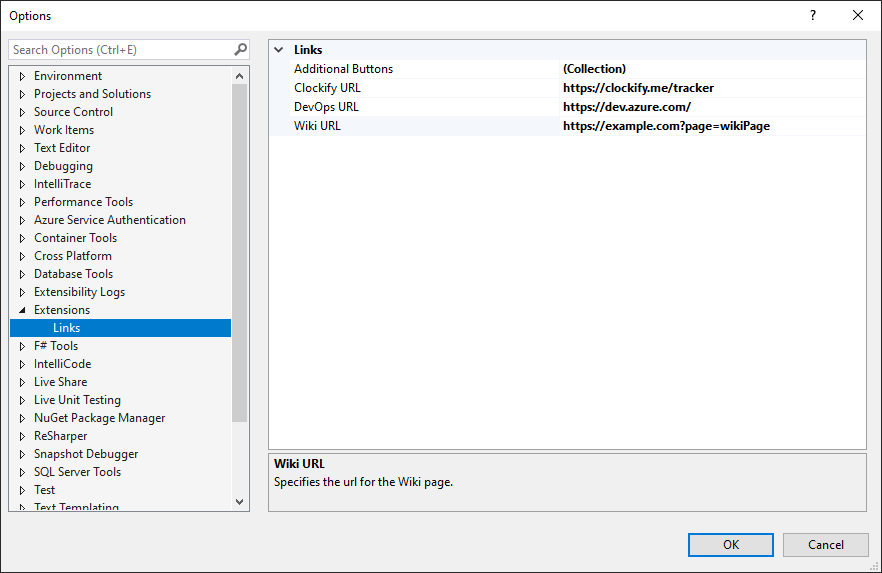 Options
?
Search Options (Ctrl+E)
Environment
Projects and Solutions
Source Control
Work Items
Text Editor
Debugging
IntelliTrace
Performance Tools
Azure Service Authentication
Container Tools
Cross Platform
Database Tools
Extensibility Logs
Extensions
Links
F# Tools
IntelliCode
Live Share
Live Unit Testing
NuGet Package Manager
ReSharper
Snapshot Debugger
SQL Server Tools
Test
Text Templating
Links
Additional Buttons (Collection)
Clockify URL https://clockify.me/tracker
DevOps URL https://dev.azure.com/
Wiki URL https://example.com?page=wikiPage
Wiki URL
Specifies the url for the Wiki page.
OK Cancel